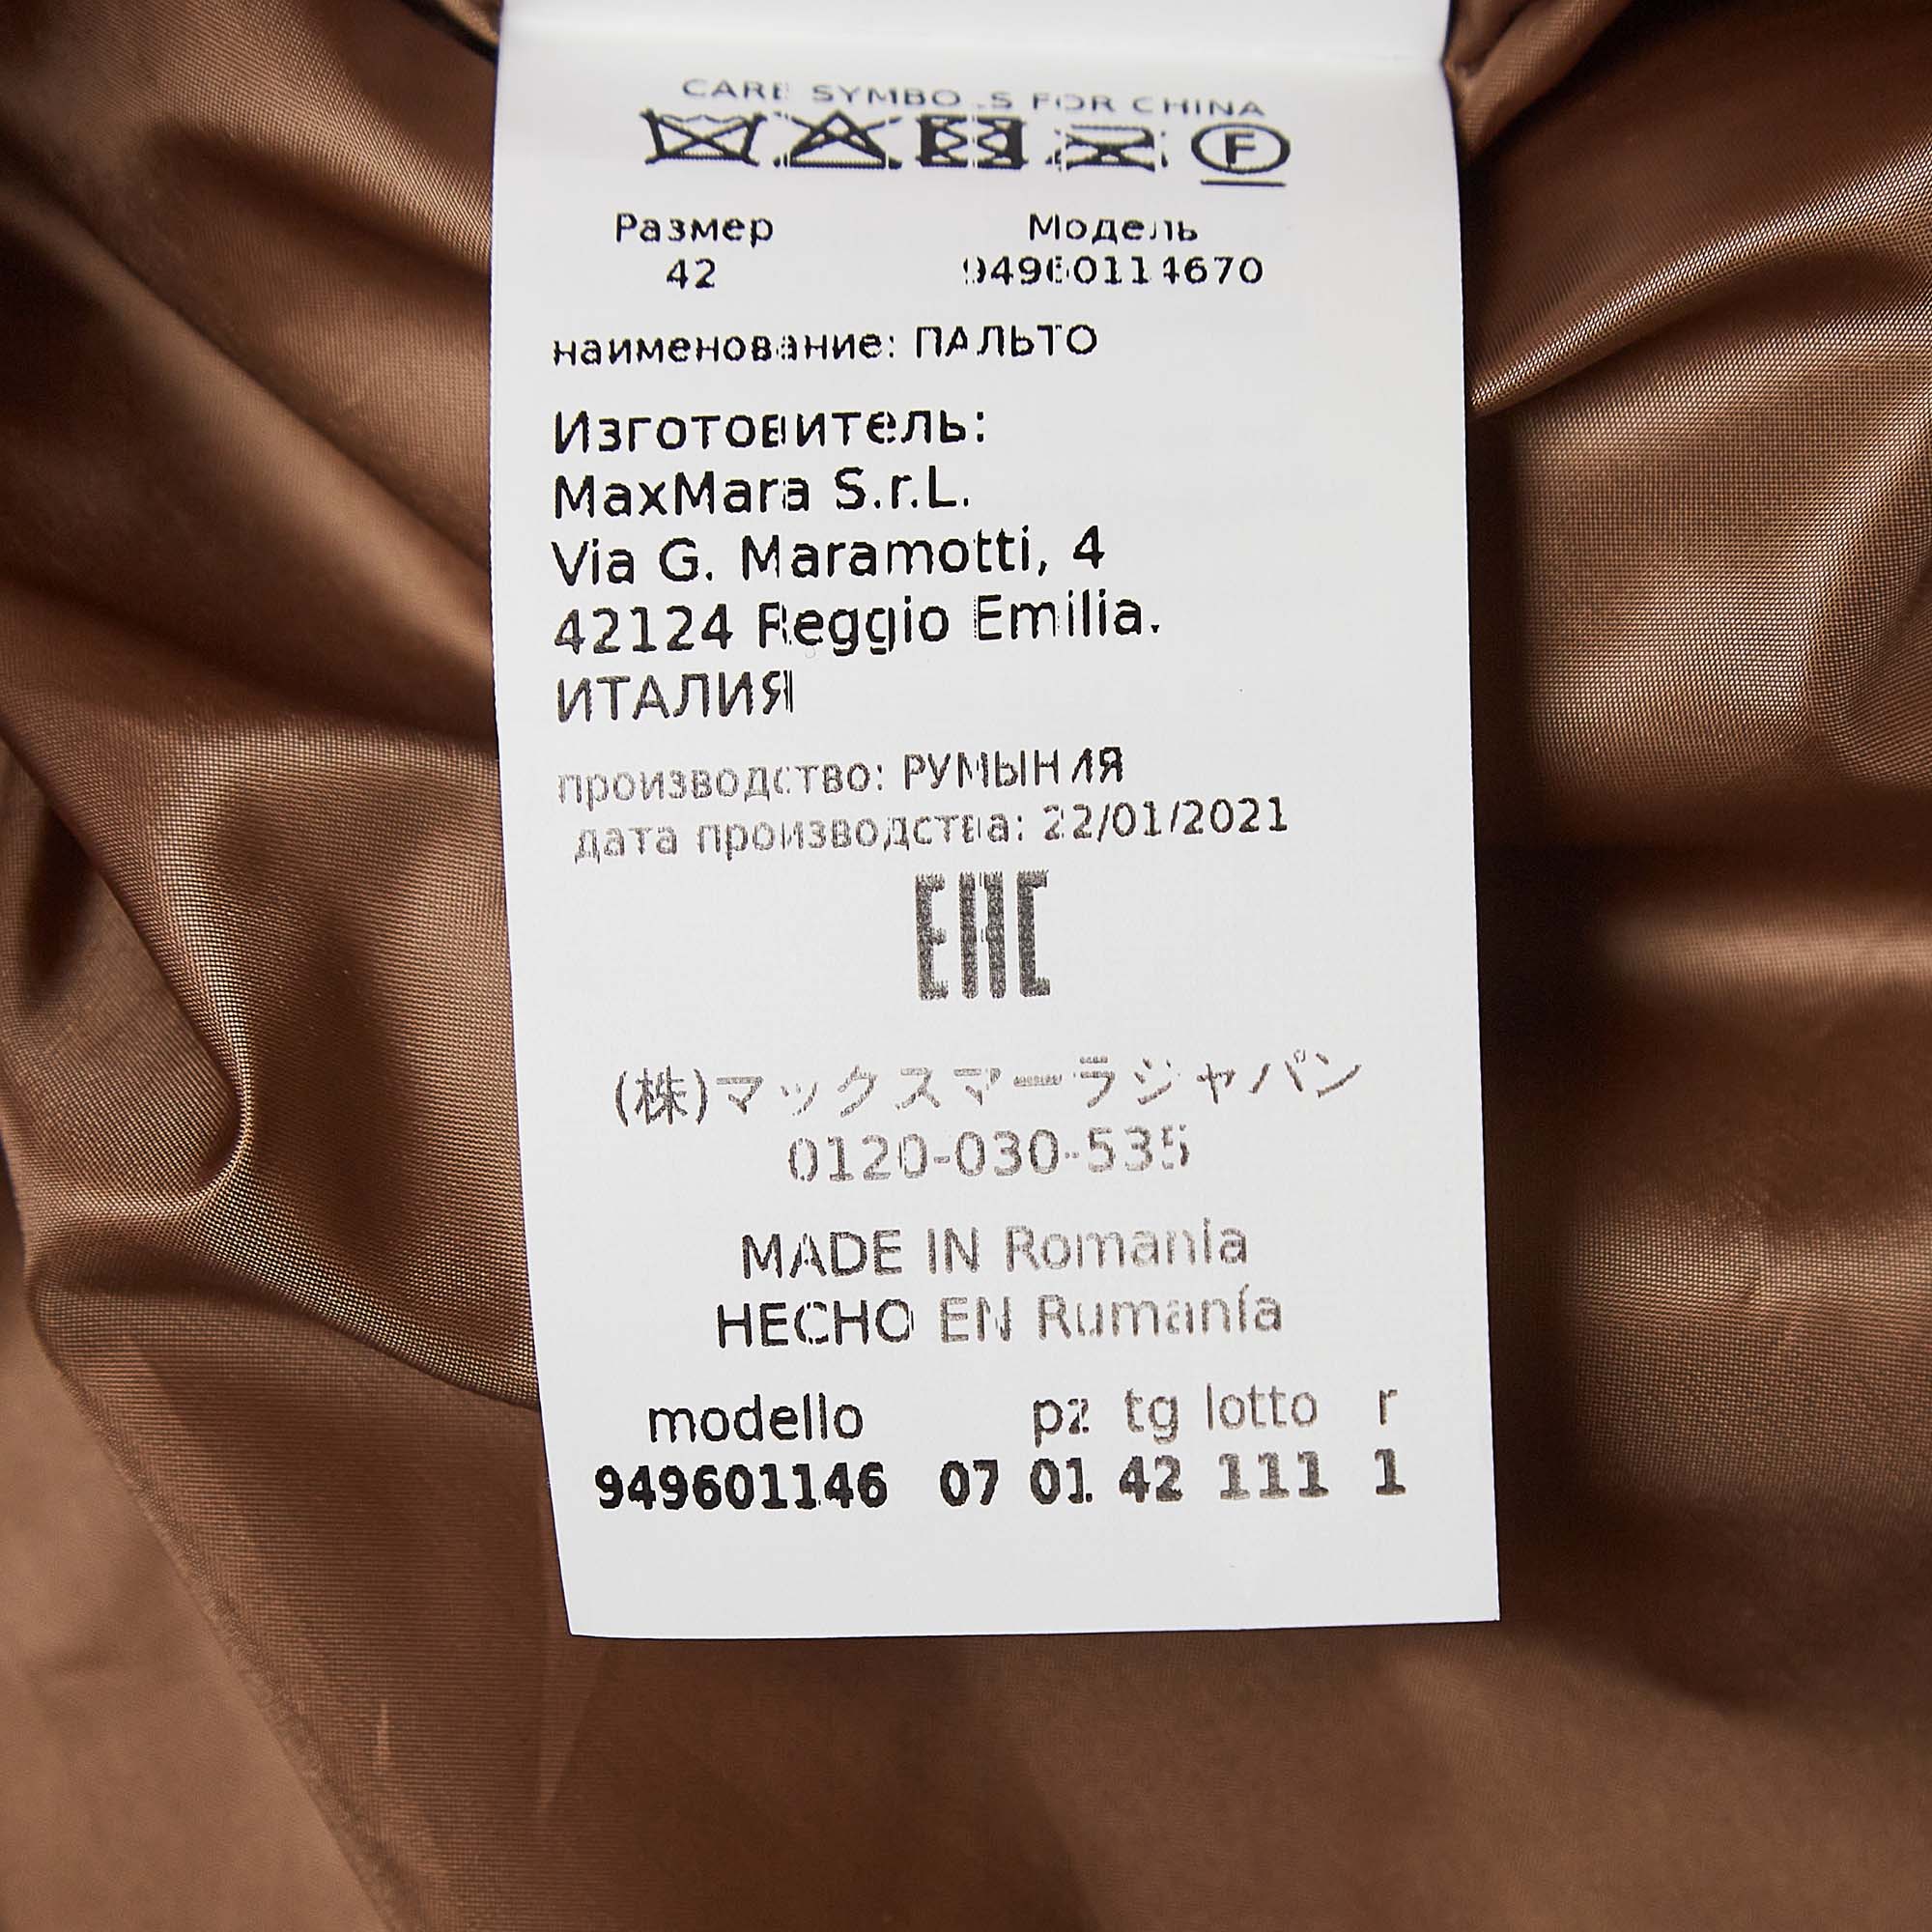 CARE SYMBOLS FOR CHINA
F
Размер Модель
42 94960114670
наименование: ПАЛЬТО
Изготовитель:
MaxMara S.r.L.
Via G. Maramotti, 4
42124 Reggio Emilia.
ИТАЛИЯ
производство: РУМЫНИЯ
дата производства: 22/01/2021
EAC
(株)マックスマーラジャパン
0120-030-535
MADE IN Romania
HECHO EN Rumanía
modello pz tg lotto r
949601146 07 01 42 111 1